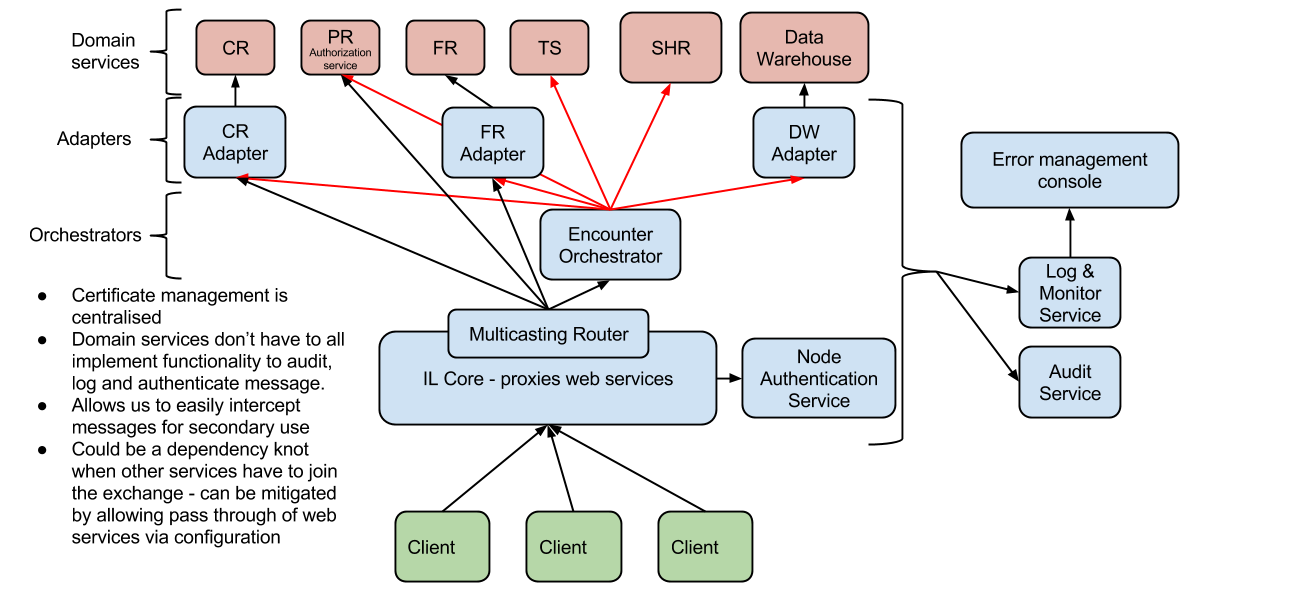 Domain
services
CR
PR
Authorization
service
FR
TS
SHR
Data
Warehouse
Adapters
CR
Adapter
FR
Adapter
DW
Adapter
Error management
console
Orchestrators
Encounter
Orchestrator
Log &
Monitor
Service
● Certificate management is
centralised
● Domain services don’t have to all
implement functionality to audit,
log and authenticate message.
● Allows us to easily intercept
messages for secondary use
● Could be a dependency knot
when other services have to join
the exchange - can be mitigated
by allowing pass through of web
services via configuration
Multicasting Router
IL Core - proxies web services
Node
Authentication
Service
Audit
Service
Client
Client
Client